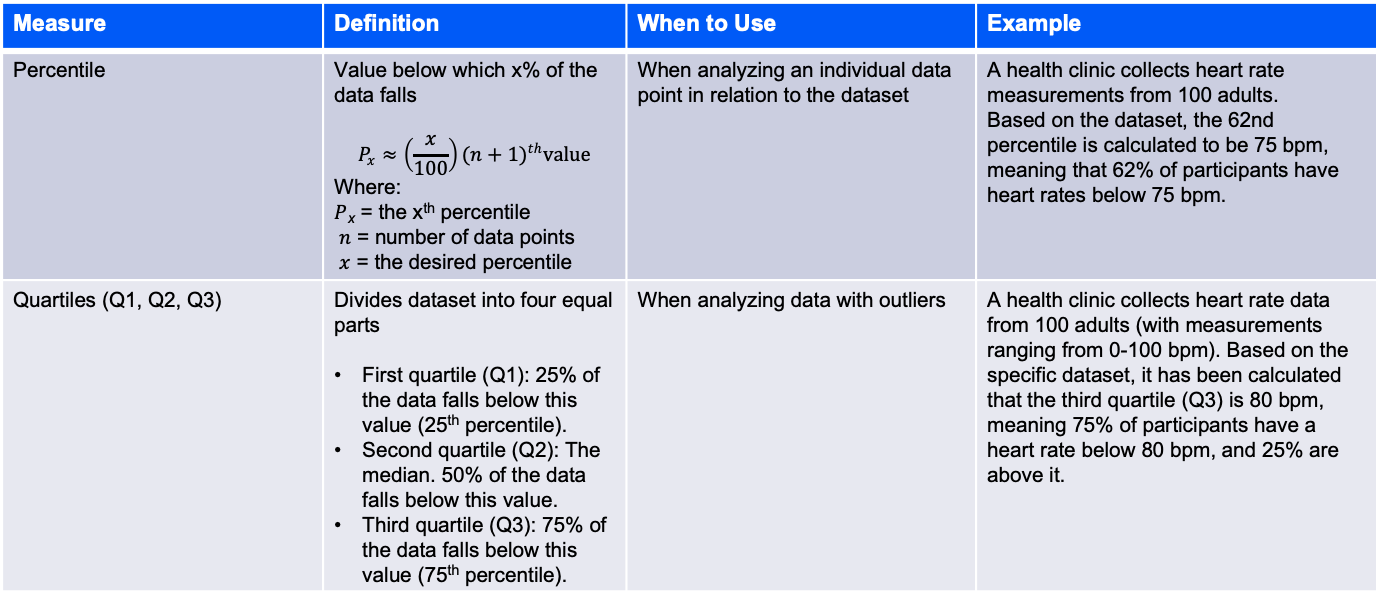 Measure
Definition
When to Use
Example
Percentile
Value below which x% of the
data falls
Pₓ ≈ (x/100) (n + 1)ᵗʰvalue
Where:
Pₓ = the xᵗʰ percentile
n = number of data points
x = the desired percentile
When analyzing an individual data
point in relation to the dataset
A health clinic collects heart rate
measurements from 100 adults.
Based on the dataset, the 62nd
percentile is calculated to be 75 bpm,
meaning that 62% of participants have
heart rates below 75 bpm.
Quartiles (Q1, Q2, Q3)
Divides dataset into four equal
parts
• First quartile (Q1): 25% of
the data falls below this
value (25ᵗʰ percentile).
• Second quartile (Q2): The
median. 50% of the data
falls below this value.
• Third quartile (Q3): 75% of
the data falls below this
value (75ᵗʰ percentile).
When analyzing data with outliers
A health clinic collects heart rate data
from 100 adults (with measurements
ranging from 0-100 bpm). Based on the
specific dataset, it has been calculated
that the third quartile (Q3) is 80 bpm,
meaning 75% of participants have a
heart rate below 80 bpm, and 25% are
above it.